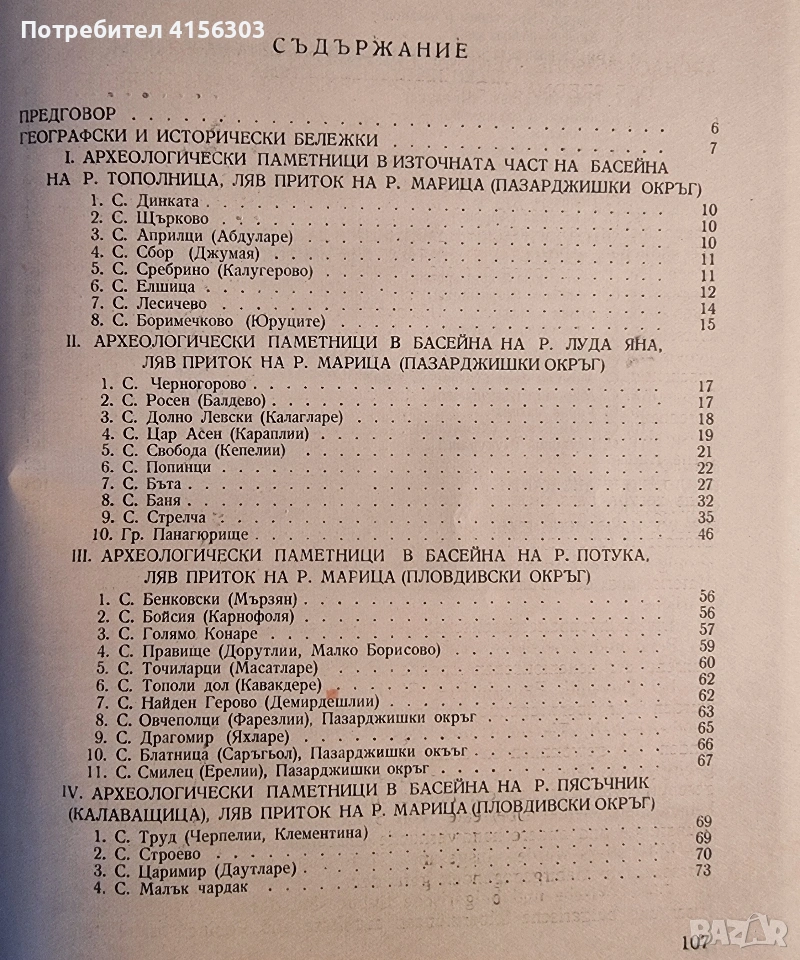 Потребител 4156303
СЪДЪРЖАНИЕ
ПРЕДГОВОР . . . . . 6
ГЕОГРАФСКИ И ИСТОРИЧЕСКИ БЕЛЕЖКИ . . . . . 7
I. АРХЕОЛОГИЧЕСКИ ПАМЕТНИЦИ В ИЗТОЧНАТА ЧАСТ НА БАСЕЙНА
НА Р. ТОПОЛНИЦА, ЛЯВ ПРИТОК НА Р. МАРИЦА (ПАЗАРДЖИШКИ ОКРЪГ)
1. С. Динката . . . . . 10
2. С. Щърково . . . . . 10
3. С. Априлци (Абдуларе) . . . . . 10
4. С. Сбор (Джумая) . . . . . 11
5. С. Сребрино (Калугерово) . . . . . 11
6. С. Елшица . . . . . 12
7. С. Лесичево . . . . . 14
8. С. Боримечково (Юруците) . . . . . 15
II. АРХЕОЛОГИЧЕСКИ ПАМЕТНИЦИ В БАСЕЙНА НА Р. ЛУДА ЯНА,
ЛЯВ ПРИТОК НА Р. МАРИЦА (ПАЗАРДЖИШКИ ОКРЪГ)
1. С. Черногорово . . . . . 17
2. С. Росен (Балдево) . . . . . 17
3. С. Долно Левски (Калагларе) . . . . . 18
4. С. Цар Асен (Караплии) . . . . . 19
5. С. Свобода (Кепелии) . . . . . 21
6. С. Попинци . . . . . 22
7. С. Бъта . . . . . 27
8. С. Баня . . . . . 32
9. С. Стрелча . . . . . 35
10. Гр. Панагюрище . . . . . 46
III. АРХЕОЛОГИЧЕСКИ ПАМЕТНИЦИ В БАСЕЙНА НА Р. ПОТУКА,
ЛЯВ ПРИТОК НА Р. МАРИЦА (ПЛОВДИВСКИ ОКРЪГ)
1. С. Бенковски (Мързян) . . . . . 56
2. С. Бойсия (Карнофоля) . . . . . 56
3. С. Голямо Конаре . . . . . 57
4. С. Правище (Дорутлии, Малко Борисово) . . . . . 59
5. С. Точиларци (Масатларе) . . . . . 60
6. С. Тополи дол (Кавакдере) . . . . . 62
7. С. Найден Герово (Демирдешлии) . . . . . 62
8. С. Овчеполци (Фарезлии), Пазарджишки окръг . . . . . 63
9. С. Драгомир (Яхларе) . . . . . 65
10. С. Блатница (Саръгьол), Пазарджишки окъъг . . . . . 66
11. С. Смилец (Ерелии), Пазарджишки окръг . . . . . 67
IV. АРХЕОЛОГИЧЕСКИ ПАМЕТНИЦИ В БАСЕЙНА НА Р. ПЯСЪЧНИК
(КАЛАВАЩИЦА), ЛЯВ ПРИТОК НА Р. МАРИЦА (ПЛОВДИВСКИ ОКРЪГ)
1. С. Труд (Черпелии, Клементина) . . . . . 69
2. С. Строево . . . . . 69
3. С. Царимир (Даутларе) . . . . . 70
4. С. Малък чардак . . . . . 73
107
BAZAR